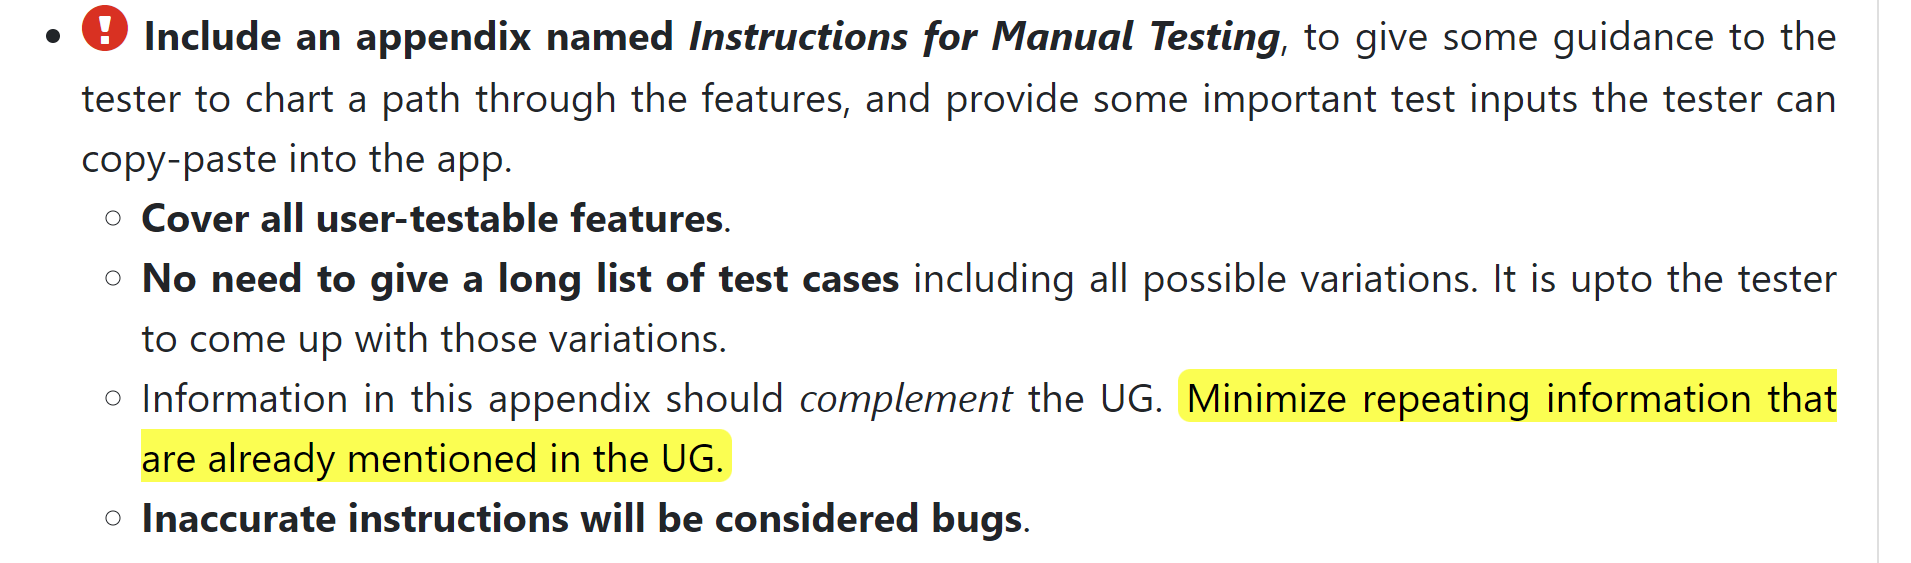 Include an appendix named Instructions for Manual Testing, to give some guidance to the
tester to chart a path through the features, and provide some important test inputs the tester can
copy-paste into the app.
Cover all user-testable features.
No need to give a long list of test cases including all possible variations. It is upto the tester
to come up with those variations.
Information in this appendix should complement the UG. Minimize repeating information that
are already mentioned in the UG.
Inaccurate instructions will be considered bugs.